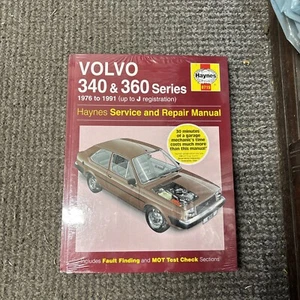 VOLVO
340 & 360 Series
1976 to 1991 (up to J registration)
Haynes
Haynes Service and Repair Manual
30 minutes
of a garage
mechanic's time
costs much more
than this manual!
Includes Fault Finding and MOT Test Check Sections